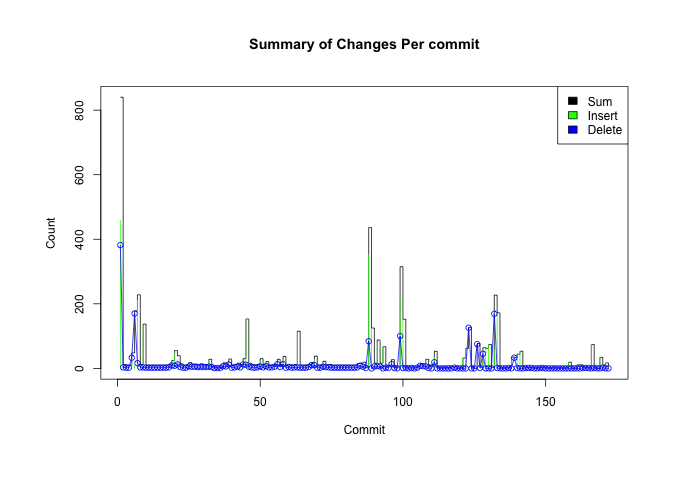 Summary of Changes Per commit
Sum
Insert
Delete
800
600
400
200
0
Count
0 50 100 150
Commit